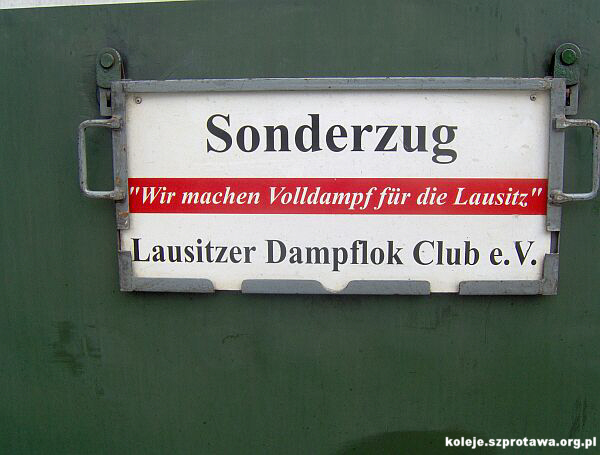 Sonderzug
"Wir machen Volldampf für die Lausitz"
Lausitzer Dampflok Club e.V.
koleje.szprotawa.org.pl